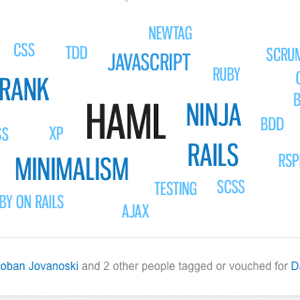 NEWTAG
CSS
TDD
JAVASCRIPT
SCRUM
RUBY
RANK
HAML
NINJA
BDD
XP
RAILS
MINIMALISM
RSP
TESTING
SCSS
BY ON RAILS
AJAX
oban Jovanoski and 2 other people tagged or vouched for D